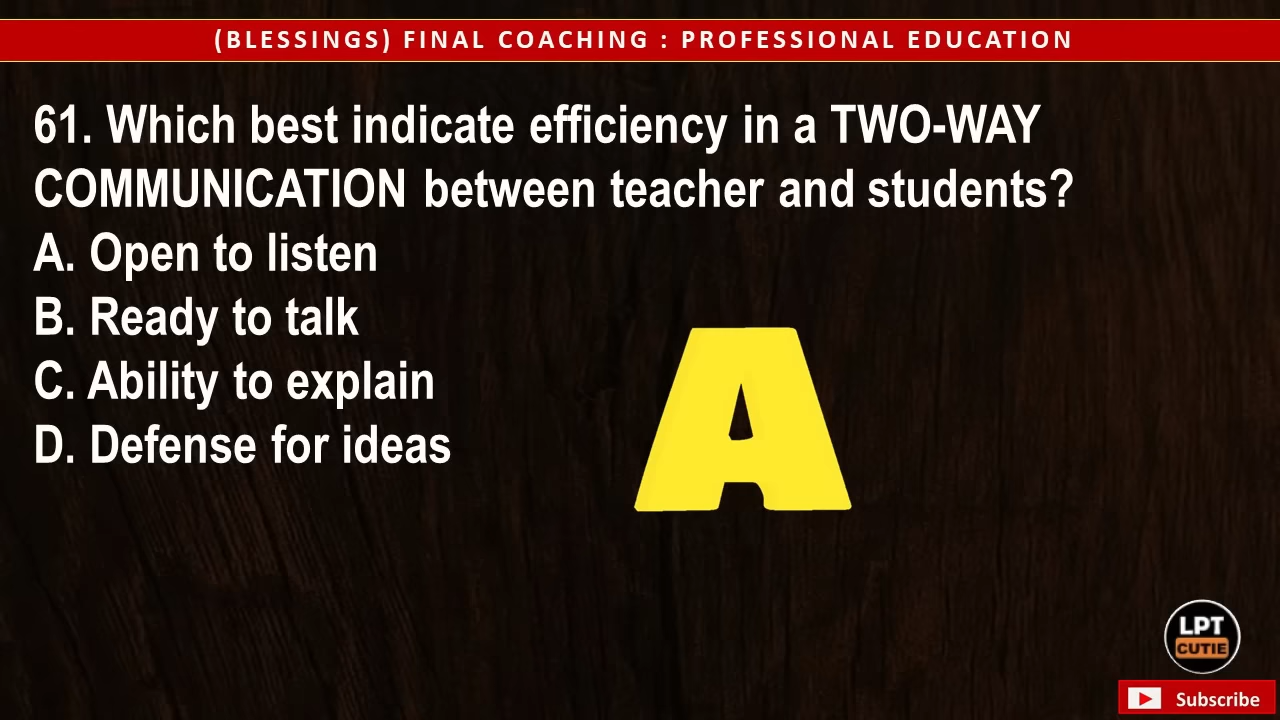 (BLESSINGS) FINAL COACHING : PROFESSIONAL EDUCATION
61. Which best indicate efficiency in a TWO-WAY
COMMUNICATION between teacher and students?
A. Open to listen
B. Ready to talk
C. Ability to explain
D. Defense for ideas
A
LPT
CUTIE
Subscribe